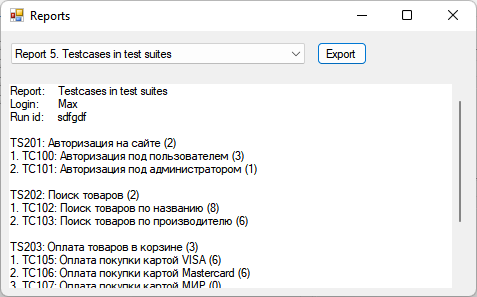 Reports
Report 5. Testcases in test suites
Export
Report: Testcases in test suites
Login: Max
Run id: sdfgdf
TS201: Авторизация на сайте (2)
1. TC100: Авторизация под пользователем (3)
2. TC101: Авторизация под администратором (1)
TS202: Поиск товаров (2)
1. TC102: Поиск товаров по названию (8)
2. TC103: Поиск товаров по производителю (6)
TS203: Оплата товаров в корзине (3)
1. TC105: Оплата покупки картой VISA (6)
2. TC106: Оплата покупки картой Mastercard (6)
3. TC107: Оплата покупки картой МИР (0)